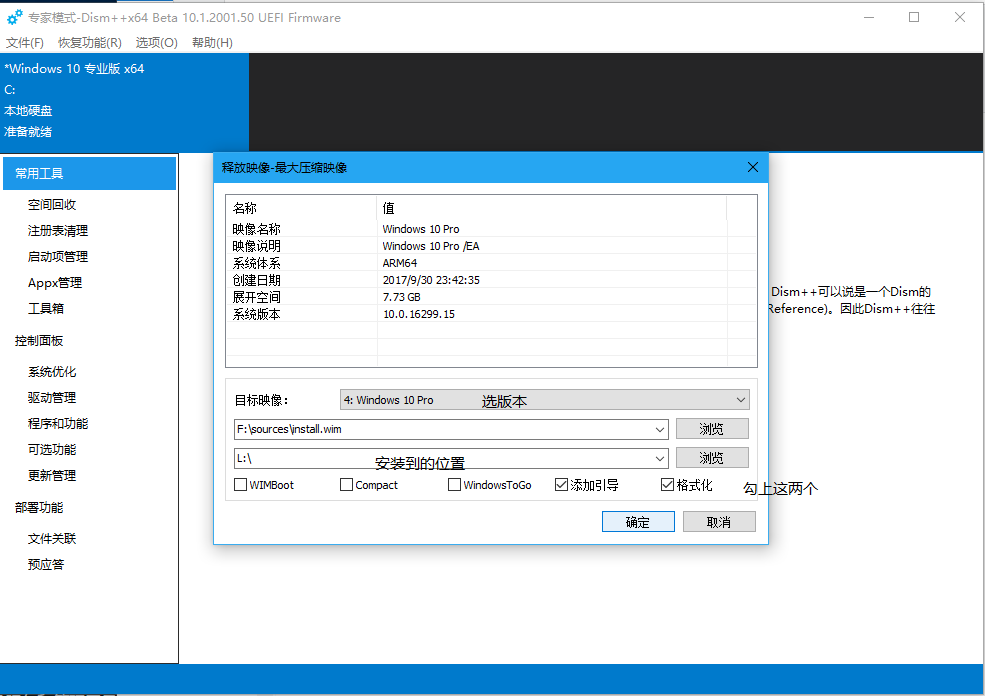 专家模式-Dism++x64 Beta 10.1.2001.50 UEFI Firmware
文件(F) 恢复功能(R) 选项(O) 帮助(H)
*Windows 10 专业版 x64
C:
本地硬盘
准备就绪
常用工具
空间回收
注册表清理
启动项管理
Appx管理
工具箱
控制面板
系统优化
驱动管理
程序和功能
可选功能
更新管理
部署功能
文件关联
预应答
释放映像-最大压缩映像
名称 值
映像名称 Windows 10 Pro
映像说明 Windows 10 Pro /EA
系统体系 ARM64
创建日期 2017/9/30 23:42:35
展开空间 7.73 GB
系统版本 10.0.16299.15
目标映像: 4: Windows 10 Pro 选版本
F:\sources\install.wim 浏览
L:\ 安装到的位置 浏览
WIMBoot Compact WindowsToGo 添加引导 格式化 勾上这两个
确定 取消
Dism++可以说是一个Dism的
Reference)。因此Dism++往往